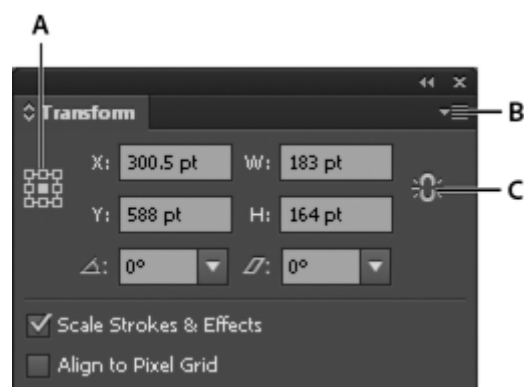 A
Transform
B
X: 300.5 pt W: 183 pt
C
Y: 588 pt H: 164 pt
0° 0°
Scale Strokes & Effects
Align to Pixel Grid